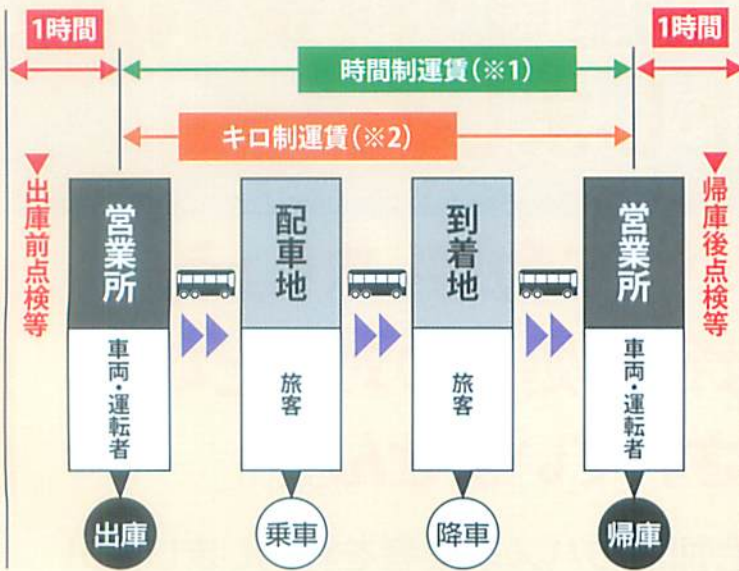 1時間
1時間
時間制運賃(※1)
キロ制運賃(※2)
出庫前点検等
営業所
配車地
到着地
営業所
帰庫後点検等
車両・運転者
旅客
旅客
車両・運転者
出庫
乗車
降車
帰庫